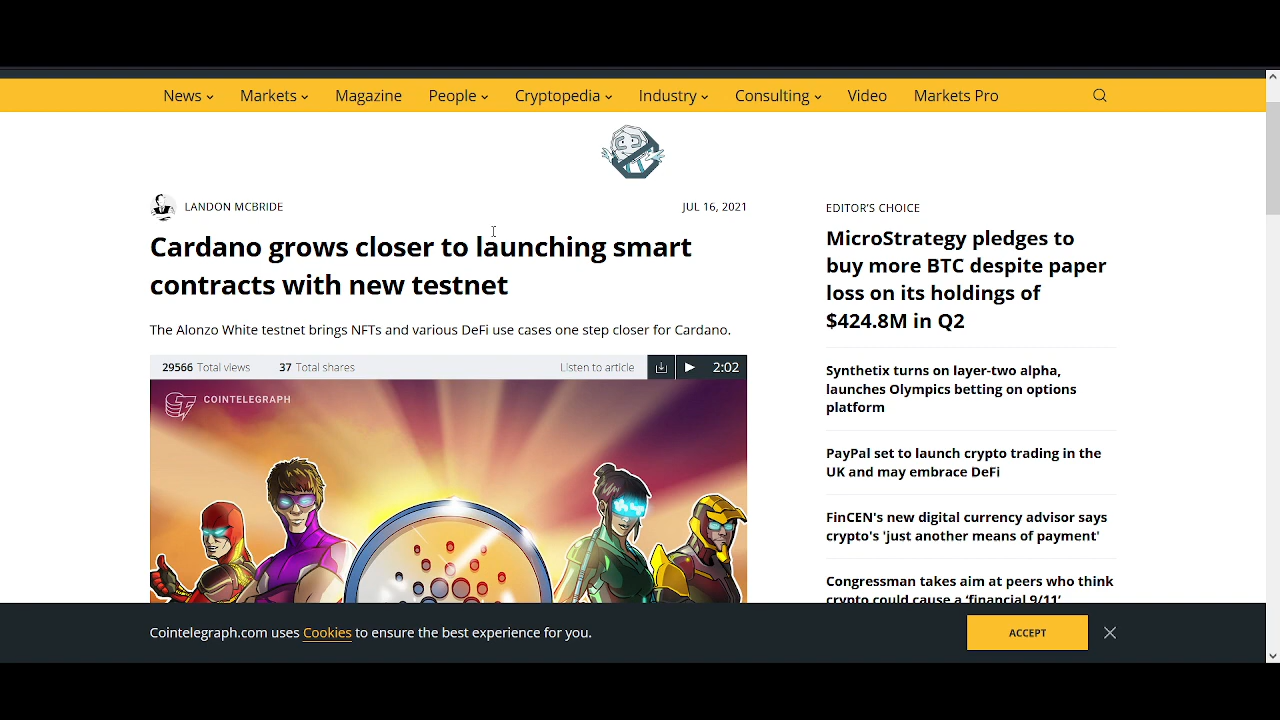 News Markets Magazine People Cryptopedia Industry Consulting Video Markets Pro
LANDON MCBRIDE
JUL 16, 2021
Cardano grows closer to launching smart
contracts with new testnet
The Alonzo White testnet brings NFTs and various DeFi use cases one step closer for Cardano.
29566 Total views 37 Total shares Listen to article 2:02
COINTELEGRAPH
EDITOR'S CHOICE
MicroStrategy pledges to
buy more BTC despite paper
loss on its holdings of
$424.8M in Q2
Synthetix turns on layer-two alpha,
launches Olympics betting on options
platform
PayPal set to launch crypto trading in the
UK and may embrace DeFi
FinCEN's new digital currency advisor says
crypto's 'just another means of payment'
Congressman takes aim at peers who think
crypto could cause a 'financial 9/11'
Cointelegraph.com uses Cookies to ensure the best experience for you.
ACCEPT